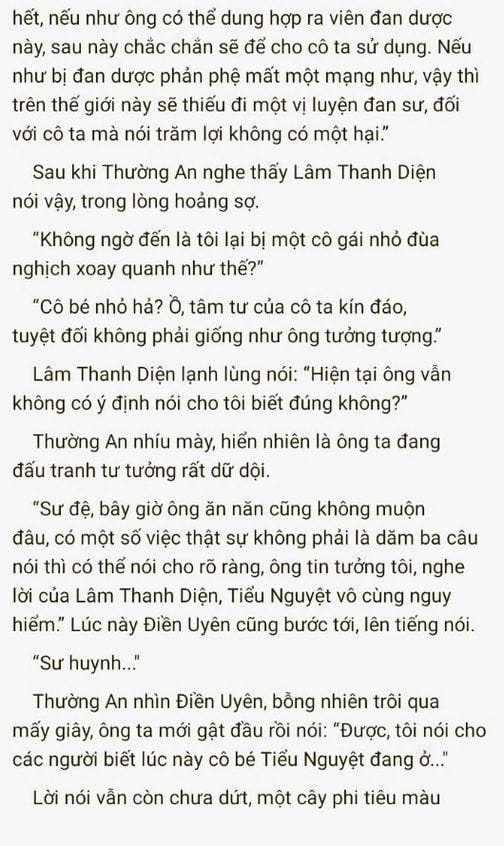 hết, nếu như ông có thể dung hợp ra viên đan dược
này, sau này chắc chắn sẽ để cho cô ta sử dụng. Nếu
như bị đan dược phản phệ mất một mạng như, vậy thì
trên thế giới này sẽ thiếu đi một vị luyện đan sư, đối
với cô ta mà nói trăm lợi không có một hại.”
Sau khi Thường An nghe thấy Lâm Thanh Diện
nói vậy, trong lòng hoảng sợ.
“Không ngờ đến là tôi lại bị một cô gái nhỏ đùa
nghịch xoay quanh như thế?”
“Cô bé nhỏ hả? Ồ, tâm tư của cô ta kín đáo,
tuyệt đối không phải giống như ông tưởng tượng.”
Lâm Thanh Diện lạnh lùng nói: “Hiện tại ông vẫn
không có ý định nói cho tôi biết đúng không?”
Thường An nhíu mày, hiển nhiên là ông ta đang
đấu tranh tư tưởng rất dữ dội.
“Sư đệ, bây giờ ông ăn năn cũng không muộn
đâu, có một số việc thật sự không phải là dăm ba câu
nói thì có thể nói cho rõ ràng, ông tin tưởng tôi, nghe
lời của Lâm Thanh Diện, Tiểu Nguyệt vô cùng nguy
hiểm.” Lúc này Điền Uyên cũng bước tới, lên tiếng nói.
“Sư huynh..."
Thường An nhìn Điền Uyên, bỗng nhiên trôi qua
mấy giây, ông ta mới gật đầu rồi nói: “Được, tôi nói cho
các người biết lúc này cô bé Tiểu Nguyệt đang ở..."
Lời nói vẫn còn chưa dứt, một cây phi tiêu màu